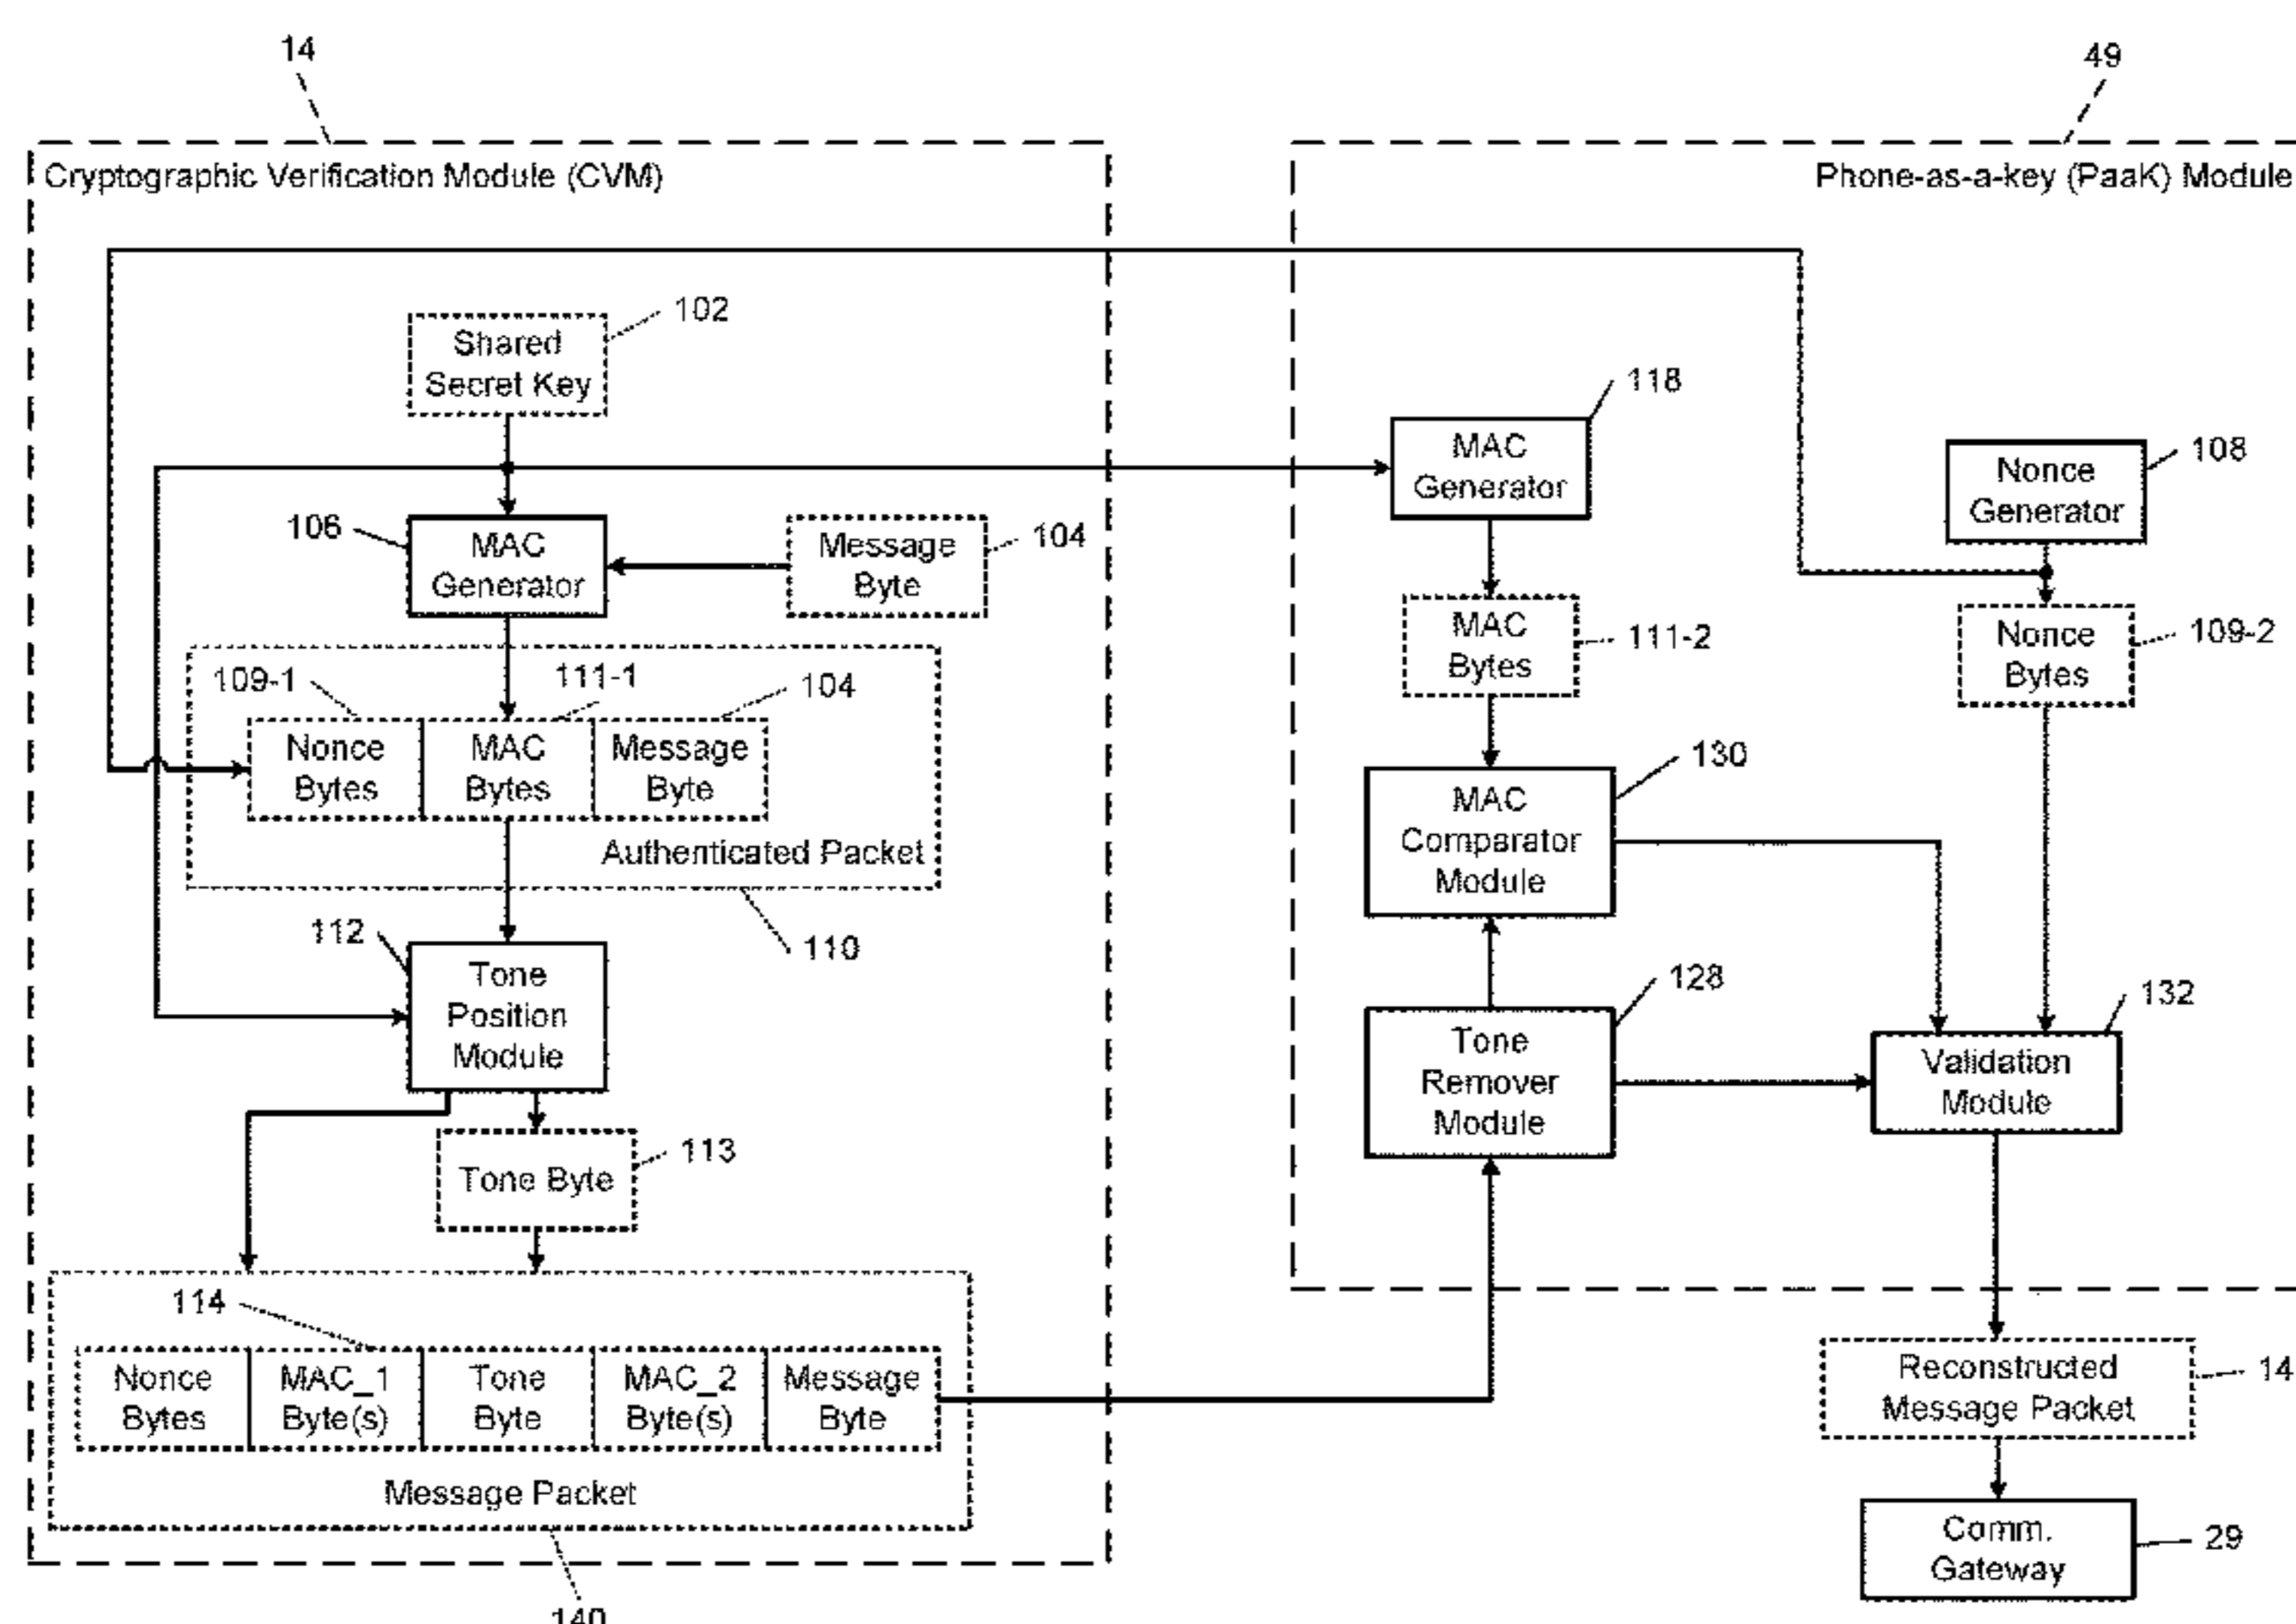 14
49
Cryptographic Verification Module (CVM)
Phone-as-a-key (PaaK) Module
Shared
Secret Key
102
118
MAC
Generator
Nonce
Generator
108
106
MAC
Generator
Message
Byte
104
MAC
Bytes
111-2
Nonce
Bytes
109-2
109-1
111-1
104
Nonce
Bytes
MAC
Bytes
Message
Byte
Authenticated Packet
110
130
MAC
Comparator
Module
112
Tone
Position
Module
128
Tone
Remover
Module
132
Validation
Module
Tone Byte
113
114
Nonce
Bytes
MAC_1
Byte(s)
Tone
Byte
MAC_2
Byte(s)
Message
Byte
Message Packet
140
Reconstructed
Message Packet
14
Comm.
Gateway
29